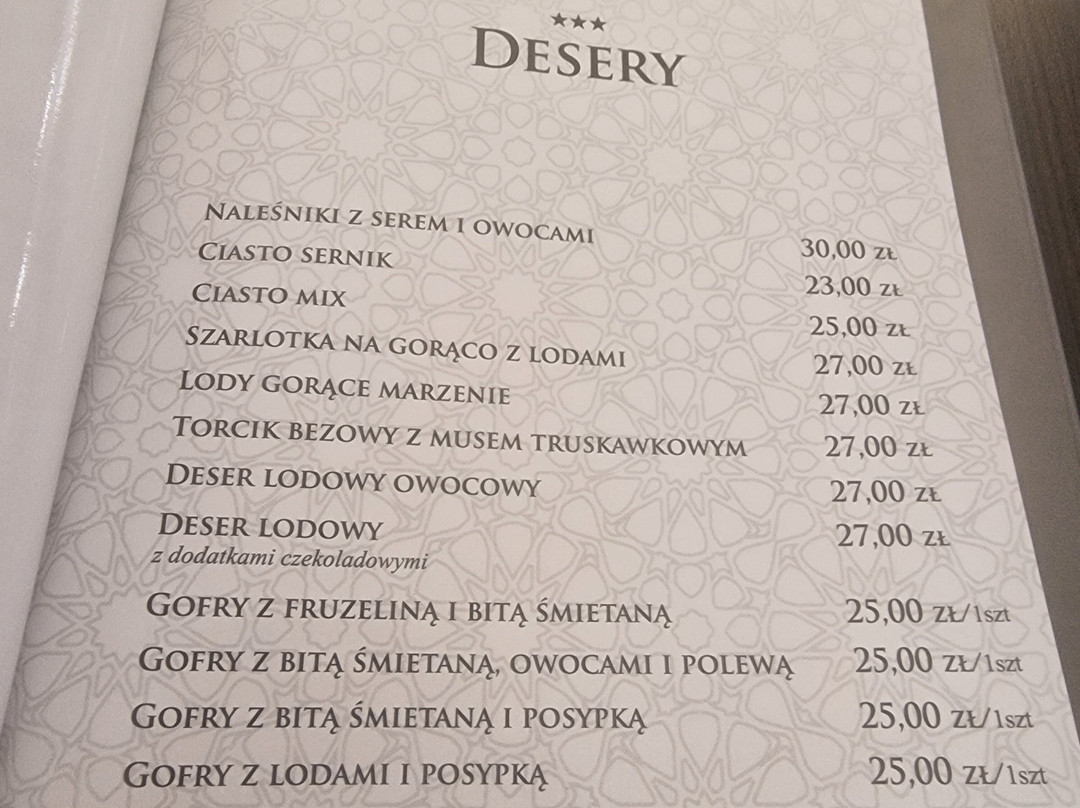 DESERY
NALEŚNIKI Z SEREM I OWOCAMI 30,00 ZŁ
CIASTO SERNIK 23,00 ZŁ
CIASTO MIX 25,00 ZŁ
SZARLOTKA NA GORĄCO Z LODAMI 27,00 ZŁ
LODY GORĄCE MARZENIE 27,00 ZŁ
TORCIK BEZOWY Z MUSEM TRUSKAWKOWYM 27,00 ZŁ
DESER LODOWY OWOCOWY 27,00 ZŁ
DESER LODOWY 27,00 ZŁ
z dodatkami czekoladowymi
GOFRY Z FRUZELINĄ I BITĄ ŚMIETANĄ 25,00 ZŁ/1szt
GOFRY Z BITĄ ŚMIETANĄ, OWOCAMI I POLEWĄ 25,00 ZŁ/1szt
GOFRY Z BITĄ ŚMIETANĄ I POSYPKĄ 25,00 ZŁ/1szt
GOFRY Z LODAMI I POSYPKĄ 25,00 ZŁ/1szt